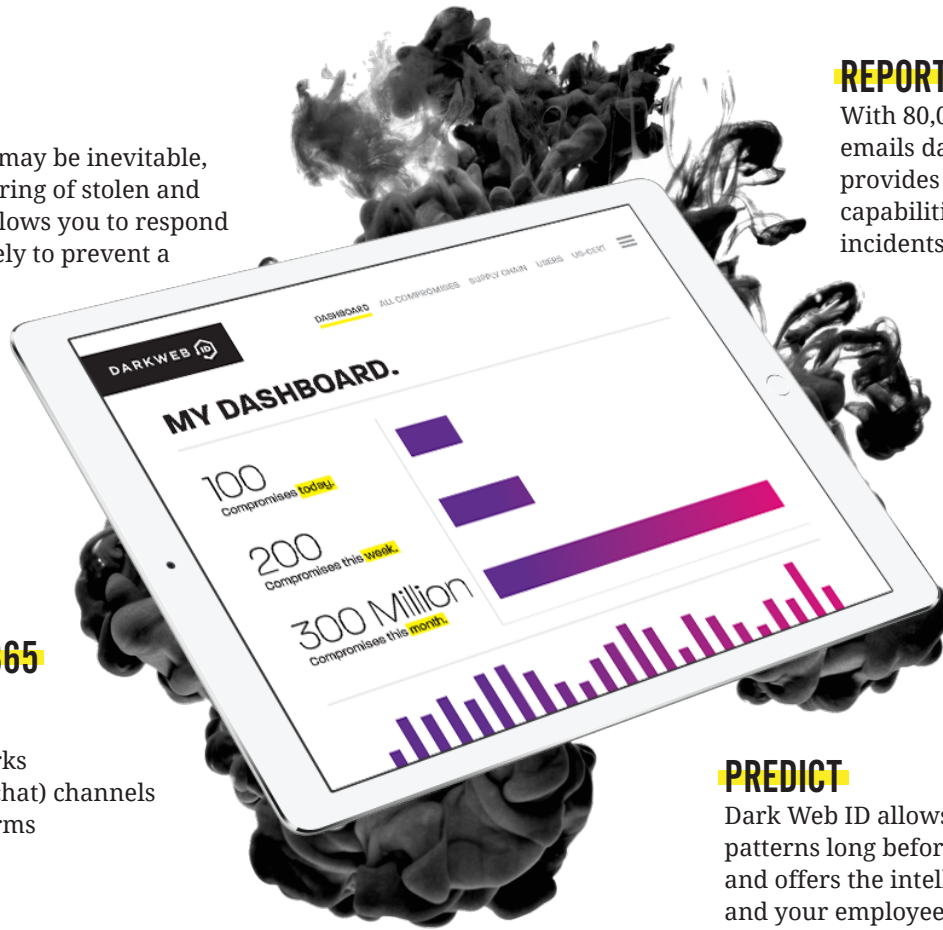 REPORT
With 80,0
emails da
provides
capabiliti
incidents
may be inevitable,
ring of stolen and
lows you to respond
ely to prevent a
DASHBOARD ALL COMPROMISES SUPPLY CHAIN USERS US-CERT
DARKWEB ID
MY DASHBOARD.
100
Compromises today.
200
Compromises this week.
300 Million
Compromises this month.
65
rks
hat) channels
rms
PREDICT
Dark Web ID allows
patterns long befor
and offers the intell
and your employee